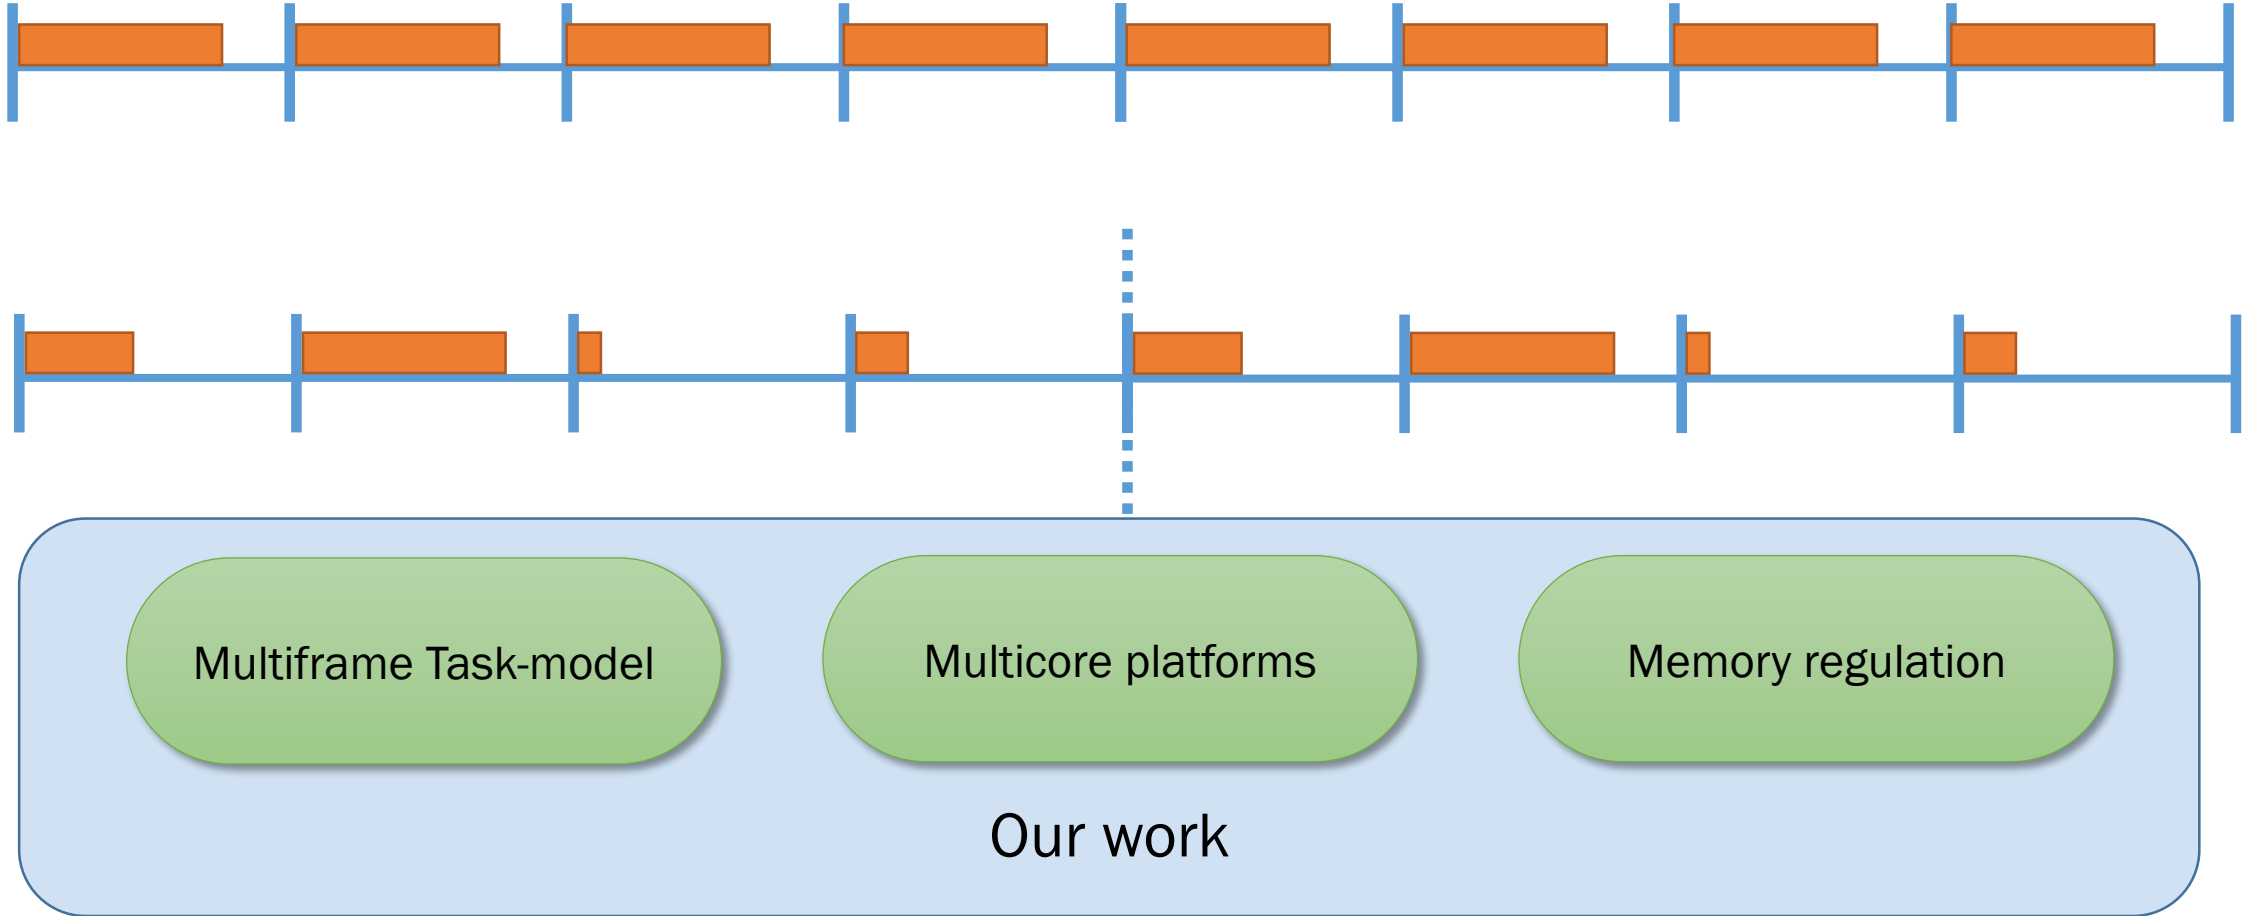 Multiframe Task-model
Multicore platforms
Memory regulation
Our work